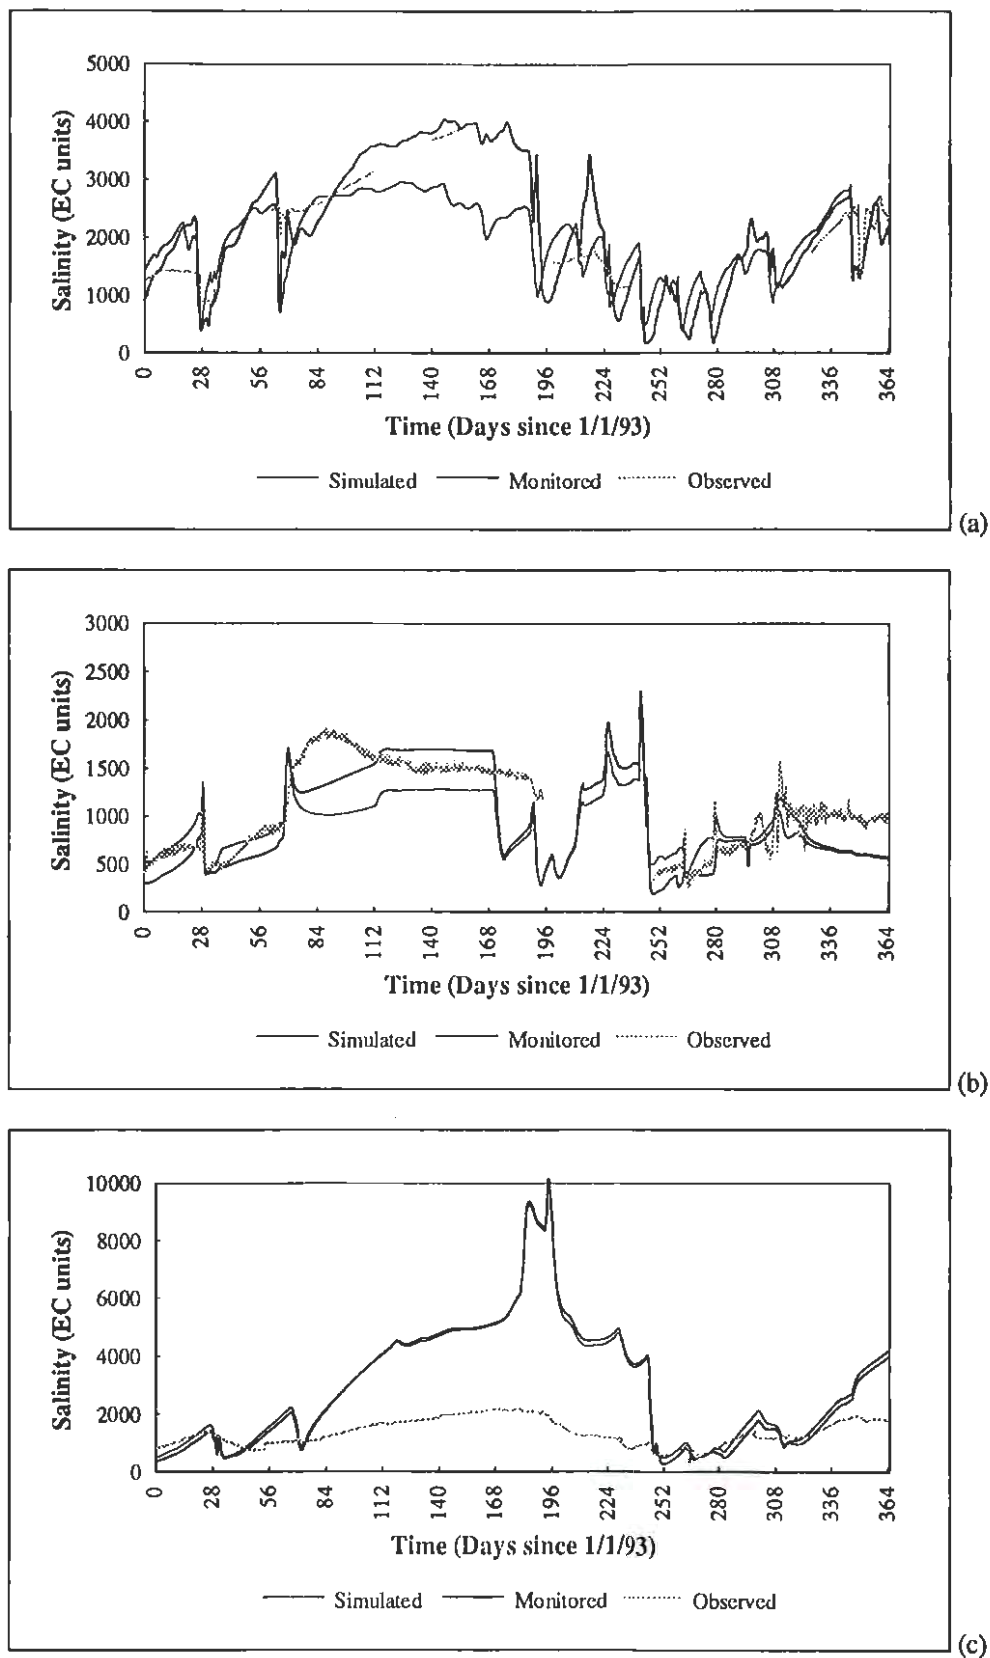 5000
4000
3000
2000
1000
0
Salinity (EC units)
0 28 56 84 112 140 168 196 224 252 280 308 336 364
Time (Days since 1/1/93)
Simulated Monitored Observed
(a)
3000
2500
2000
1500
1000
500
0
Salinity (EC units)
0 28 56 84 112 140 168 196 224 252 280 308 336 364
Time (Days since 1/1/93)
Simulated Monitored Observed
(b)
10000
8000
6000
4000
2000
0
Salinity (EC units)
0 28 56 84 112 140 168 196 224 252 280 308 336 364
Time (Days since 1/1/93)
Simulated Monitored Observed
(c)